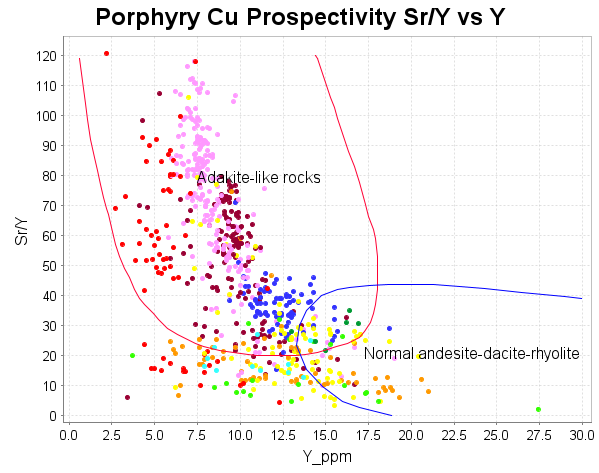 Porphyry Cu Prospectivity Sr/Y vs Y
120
110
100
90
80
70
60
50
40
30
20
10
0
Sr/Y
Adakite-like rocks
Normal andesite-dacite-rhyolite
0.0 2.5 5.0 7.5 10.0 12.5 15.0 17.5 20.0 22.5 25.0 27.5 30.0
Y_ppm